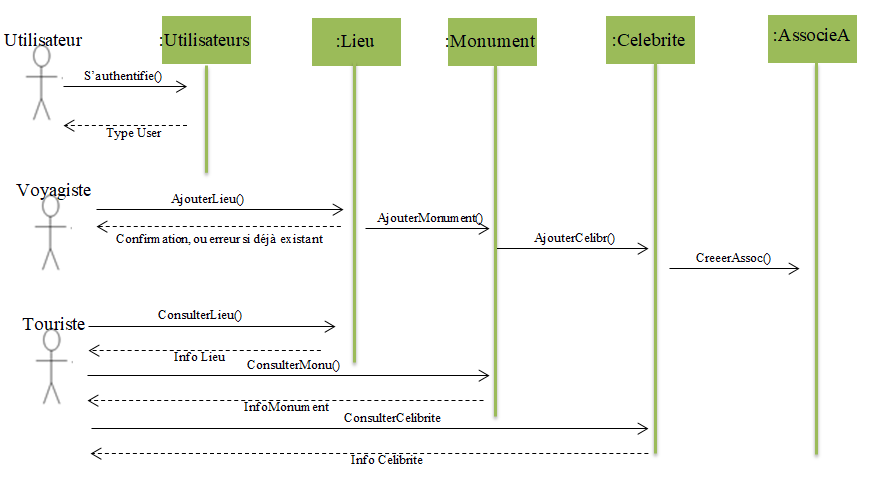 Utilisateur
:Utilisateurs
:Lieu
:Monument
:Celebrite
:AssocieA
S'authentifie()
Type User
Voyagiste
AjouterLieu()
Confirmation, ou erreur si déjà existant
AjouterMonument()
AjouterCelibr()
CreeerAssoc()
Touriste
ConsulterLieu()
Info Lieu
ConsulterMonu()
InfoMonument
ConsulterCelibrite
Info Celibrite